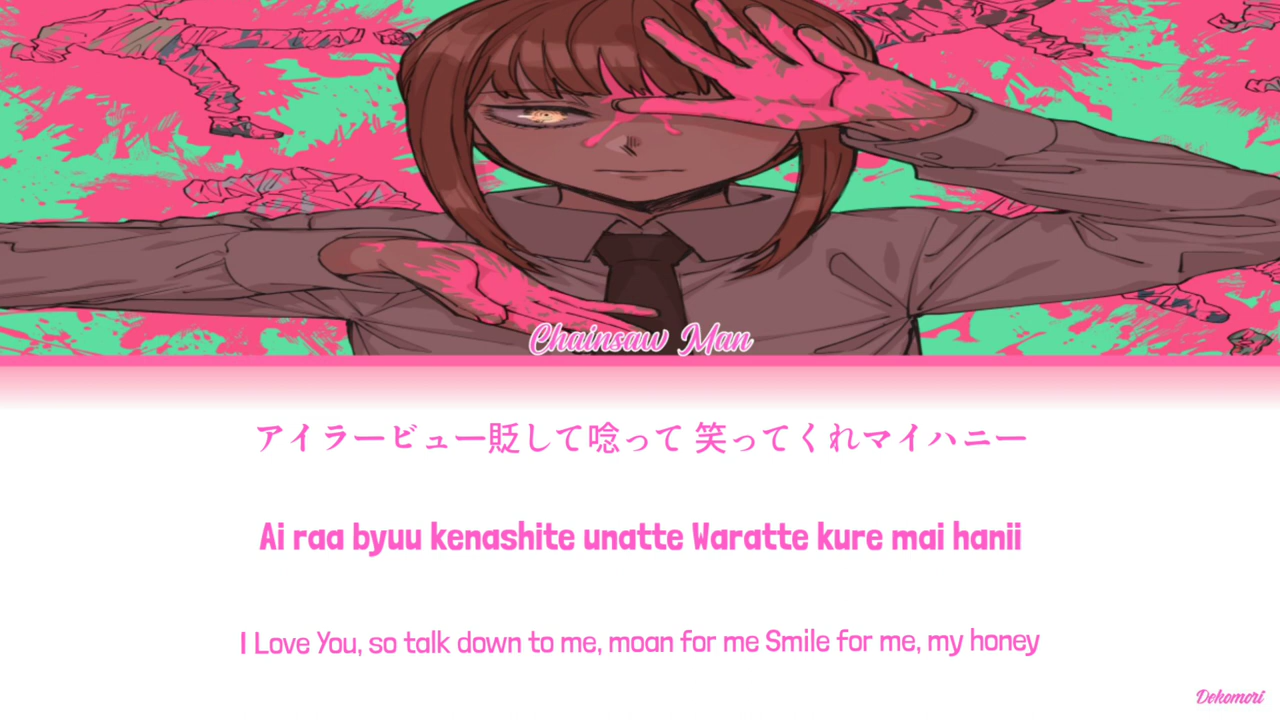 Chainsaw Man
アイラービュー貶して唸って 笑ってくれマイハニー
Ai raa byuu kenashite unatte Waratte kure mai hanii
I Love You, so talk down to me, moan for me Smile for me, my honey
Dekomori